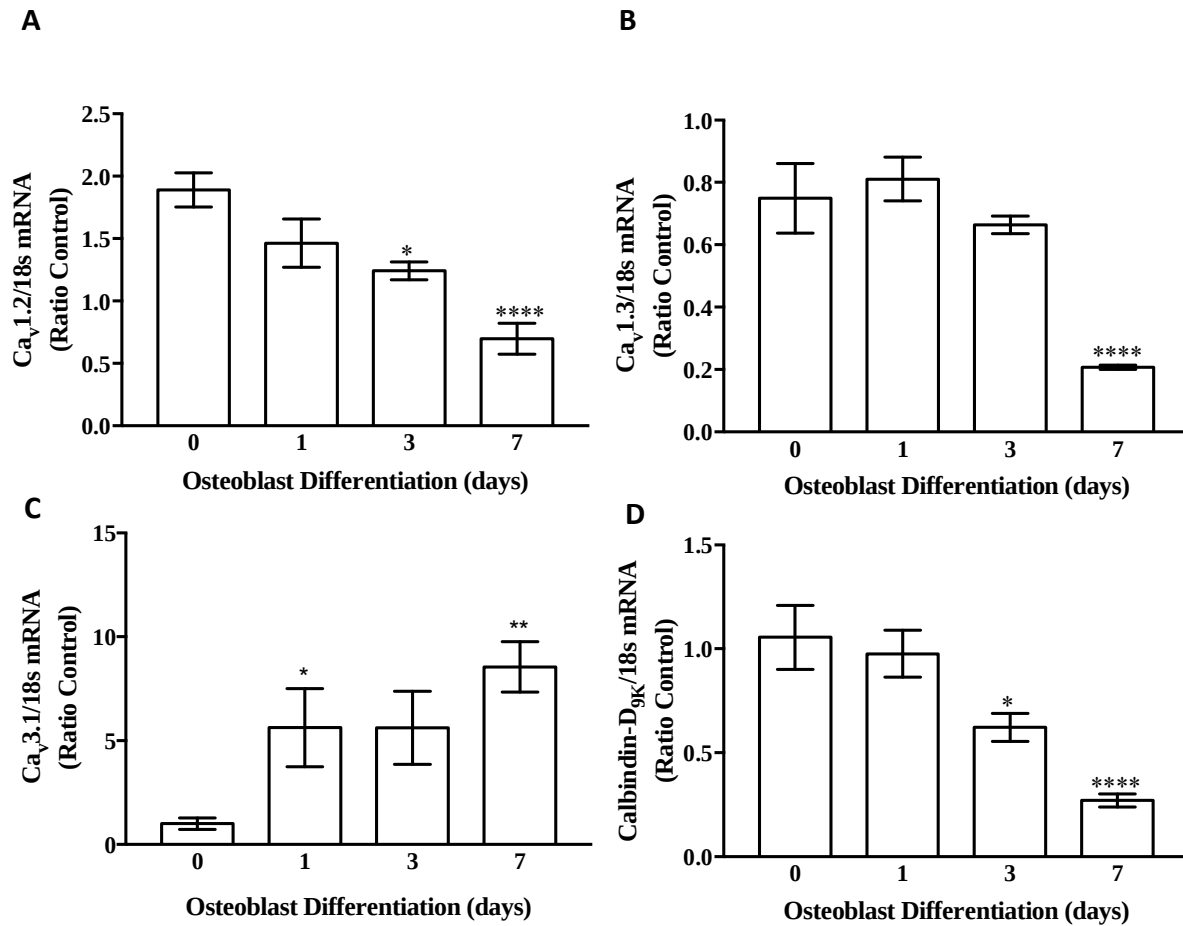 A
Caᵥ1.2/18s mRNA
(Ratio Control)
2.5
2.0
1.5
1.0
0.5
0.0
*
****
0 1 3 7
Osteoblast Differentiation (days)
B
Caᵥ1.3/18s mRNA
(Ratio Control)
1.0
0.8
0.6
0.4
0.2
0.0
****
0 1 3 7
Osteoblast Differentiation (days)
C
Caᵥ3.1/18s mRNA
(Ratio Control)
15
10
5
0
*
**
0 1 3 7
Osteoblast Differentiation (days)
D
Calbindin-D9K/18s mRNA
(Ratio Control)
1.5
1.0
0.5
0.0
*
****
0 1 3 7
Osteoblast Differentiation (days)